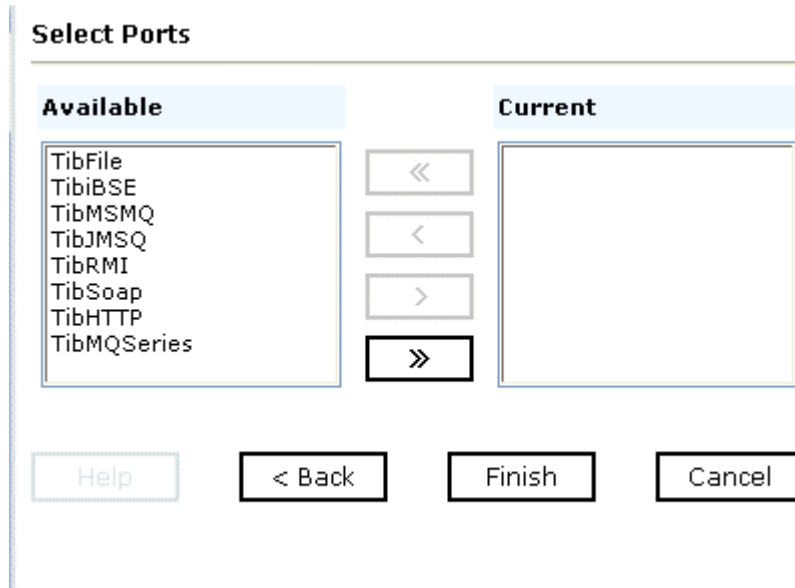 Select Ports
Available
Current
TibFile
TibiBSE
TibMSMQ
TibJMSQ
TibRMI
TibSoap
TibHTTP
TibMQSeries
«
<
>
»
Help
< Back
Finish
Cancel